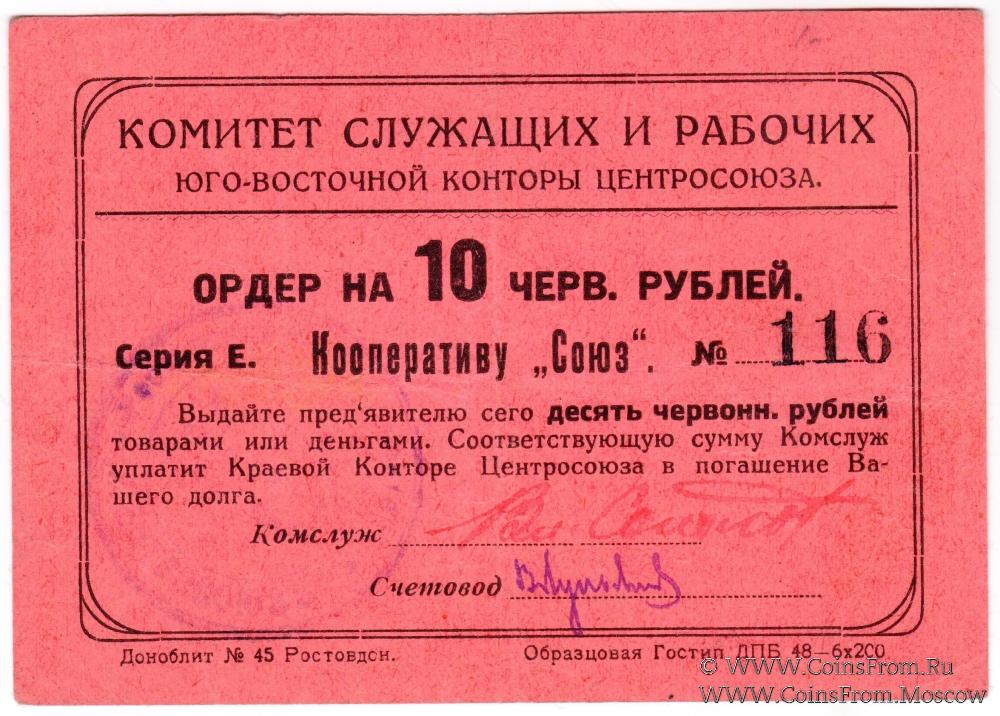 КОМИТЕТ СЛУЖАЩИХ И РАБОЧИХ
ЮГО-ВОСТОЧНОЙ КОНТОРЫ ЦЕНТРОСОЮЗА.
ОРДЕР НА 10 ЧЕРВ. РУБЛЕЙ.
Серия Е. Кооперативу „Союз“. № 116
Выдайте пред‘явителю сего десять червонн. рублей
товарами или деньгами. Соответствующую сумму Комслуж
уплатит Краевой Конторе Центросоюза в погашение Ва-
шего долга.
Комслуж
Счетовод
Доноблит № 45 Ростовдон. Образцовая Гостип ДПБ 48—6х200
© WWW.CoinsFrom.Ru
WWW.CoinsFrom.Moscow